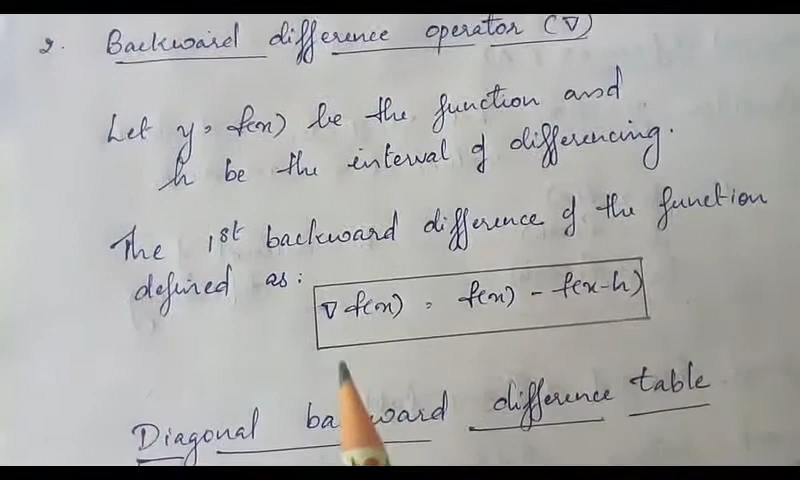 2. Backward difference operator (∇)
Let y = f(x) be the function and
h be the interval of differencing.
The 1st backward difference of the function
defined as:
∇ f(x) = f(x) - f(x-h)
Diagonal backward difference table